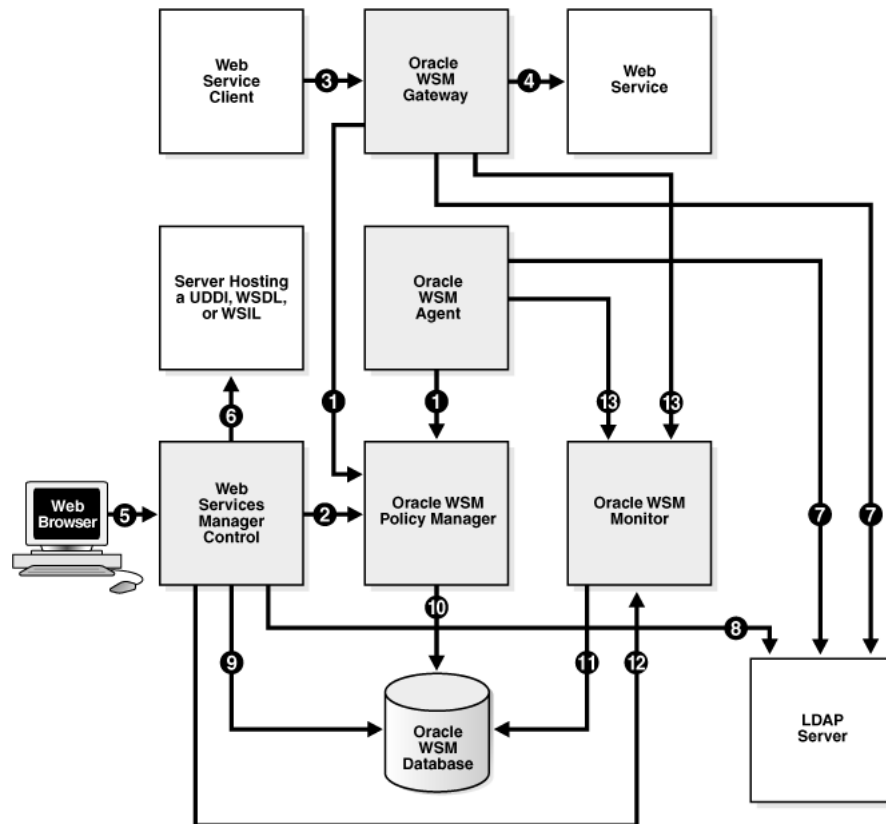 Web
Service
Client
3
Oracle
WSM
Gateway
4
Web
Service
Server Hosting
a UDDI, WSDL,
or WSIL
Oracle
WSM
Agent
6
1
1
13
13
Web
Browser
5
Web
Services
Manager
Control
2
Oracle WSM
Policy Manager
Oracle WSM
Monitor
7
7
10
8
9
11
12
Oracle
WSM
Database
LDAP
Server